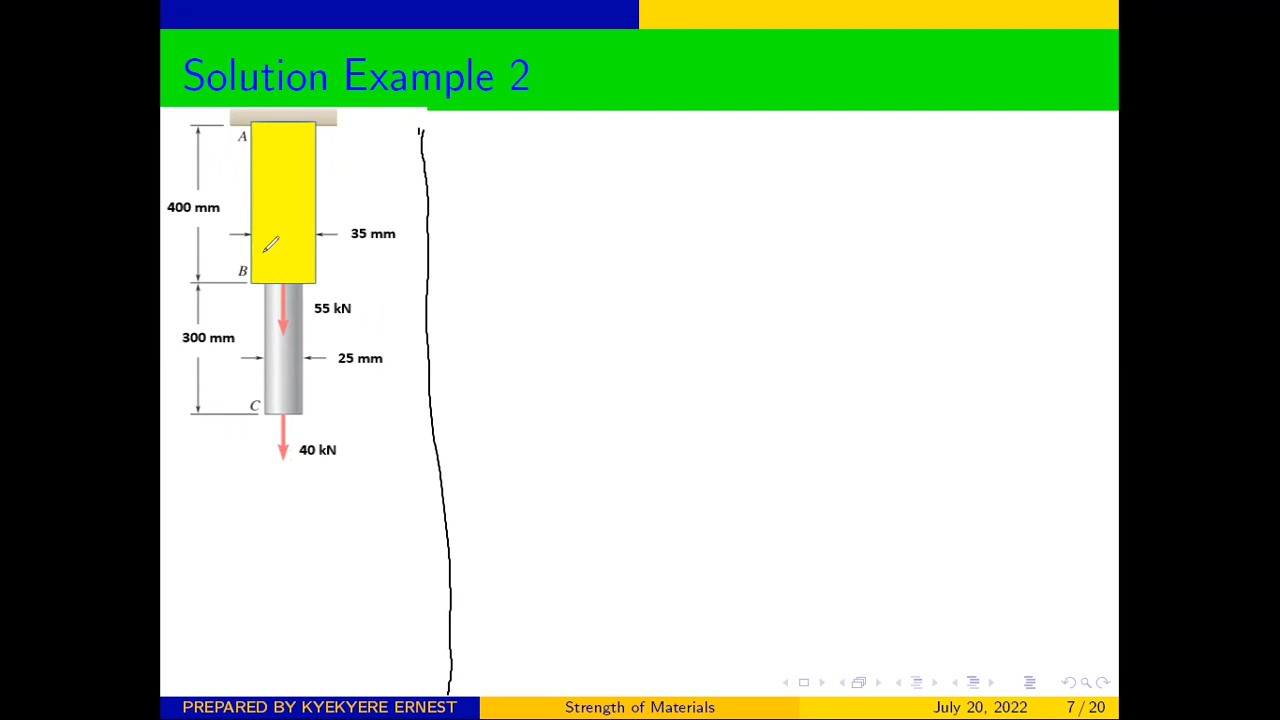 Solution Example 2
A
400 mm
35 mm
B
55 kN
300 mm
25 mm
C
40 kN
PREPARED BY KYEKYERE ERNEST Strength of Materials July 20, 2022 7 / 20